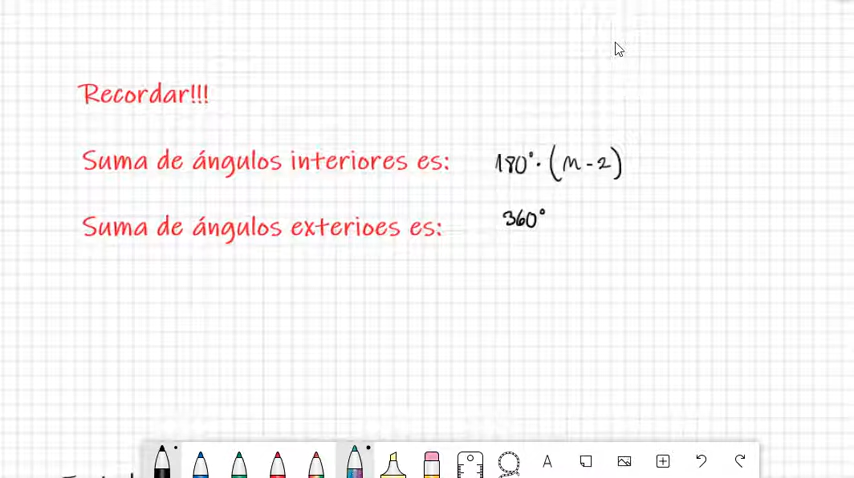 Recordar!!!
Suma de ángulos interiores es: 180°·(n-2)
Suma de ángulos exterioes es: 360°